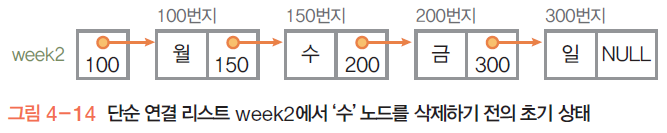 100번지 150번지 200번지 300번지
week2 100 월 150 수 200 금 300 일 NULL
그림 4-14 단순 연결 리스트 week2에서 ‘수’ 노드를 삭제하기 전의 초기 상태